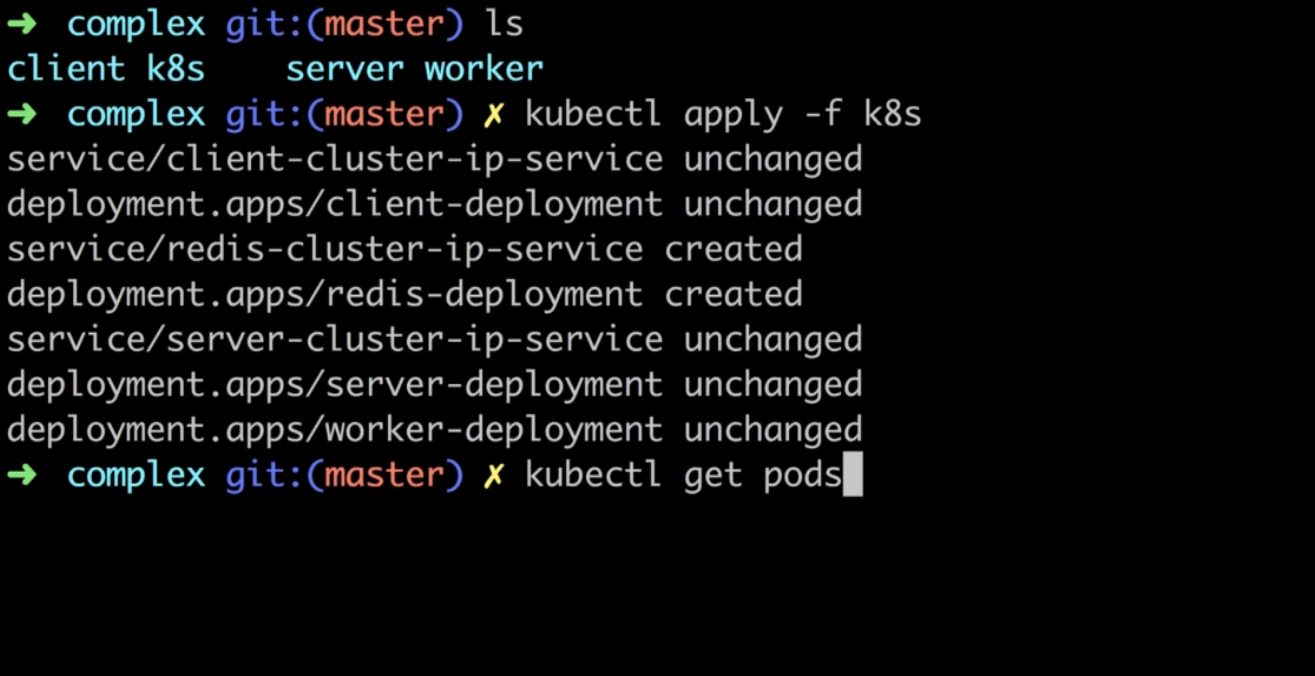 ➜ complex git:(master) ls
client k8s    server worker
➜ complex git:(master) ✗ kubectl apply -f k8s
service/client-cluster-ip-service unchanged
deployment.apps/client-deployment unchanged
service/redis-cluster-ip-service created
deployment.apps/redis-deployment created
service/server-cluster-ip-service unchanged
deployment.apps/server-deployment unchanged
deployment.apps/worker-deployment unchanged
➜ complex git:(master) ✗ kubectl get pods